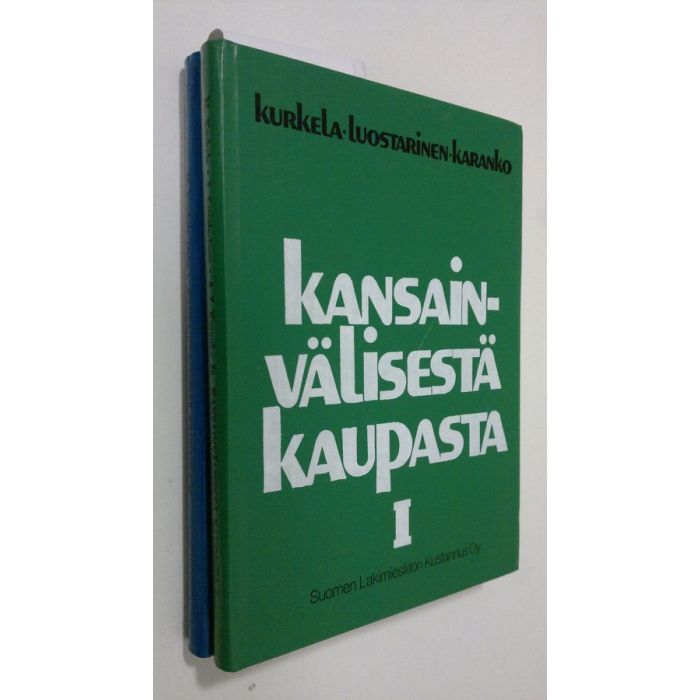 KURKELA·LUOSTARINEN·KARANKO
KANSAIN-
VÄLISESTÄ
KAUPASTA
I
Suomen Lakimiesliiton Kustannus Oy